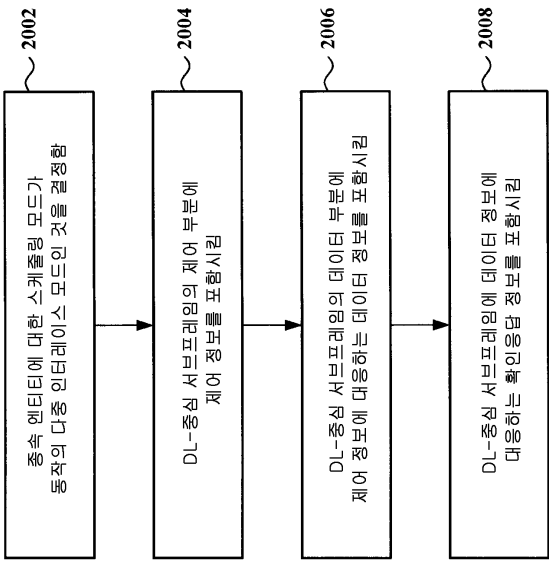 2002
종속 엔티티에 대한 스케줄링 모드가
동작의 다중 인터레이스 모드인 것을 결정함
2004
DL-중심 서브프레임의 제어 부분에
제어 정보를 포함시킴
2006
DL-중심 서브프레임의 데이터 부분에
제어 정보에 대응하는 데이터 정보를 포함시킴
2008
DL-중심 서브프레임에 데이터 정보에
대응하는 확인응답 정보를 포함시킴